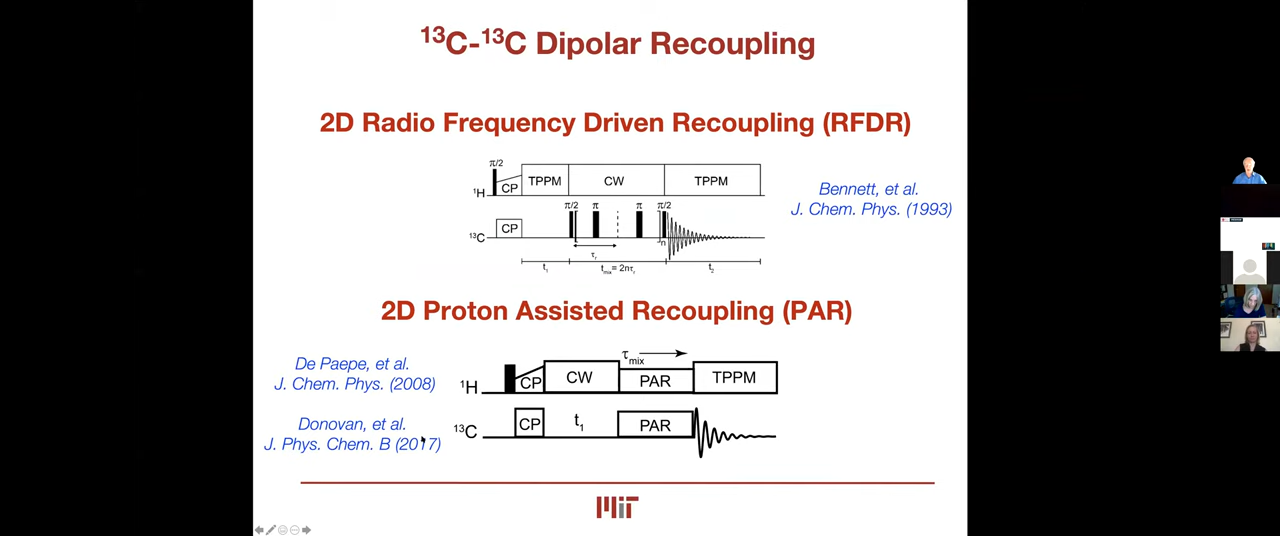 ¹³C-¹³C Dipolar Recoupling
2D Radio Frequency Driven Recoupling (RFDR)
π/2
¹H
CP
TPPM
CW
TPPM
π/2 π π π/2
¹³C
CP
n
τr
t₁
tmix = 2nτr
t₂
Bennett, et al.
J. Chem. Phys. (1993)
2D Proton Assisted Recoupling (PAR)
De Paepe, et al.
J. Chem. Phys. (2008)
Donovan, et al.
J. Phys. Chem. B (2017)
τmix
¹H
CP
CW
PAR
TPPM
¹³C
CP
t₁
PAR
MIT